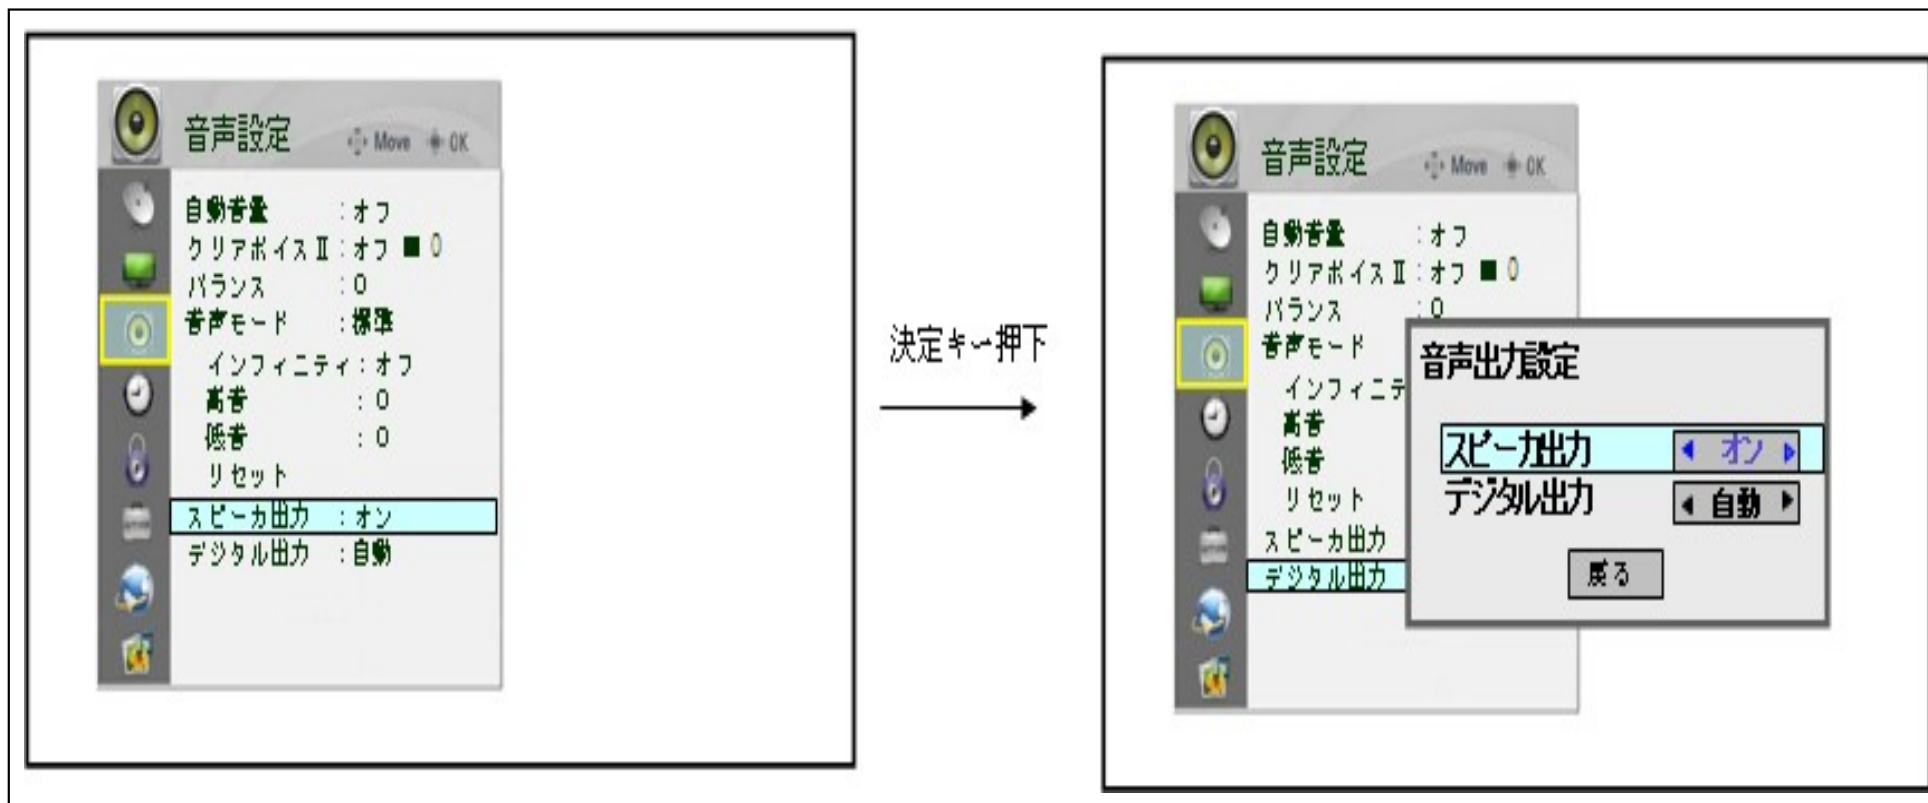 音声設定 Move OK
自動音量 :オフ
クリアボイスⅡ:オフ ■ 0
バランス :0
音声モード :標準
インフィニティ:オフ
高音 :0
低音 :0
リセット
スピーカ出力 :オン
デジタル出力 :自動
決定キー押下
音声設定 Move OK
自動音量 :オフ
クリアボイスⅡ:オフ ■ 0
バランス :0
音声モード
インフィニテ
高音
低音
リセット
スピーカ出力
デジタル出力
音声出力設定
スピーカ出力 オン
デジタル出力 自動
戻る